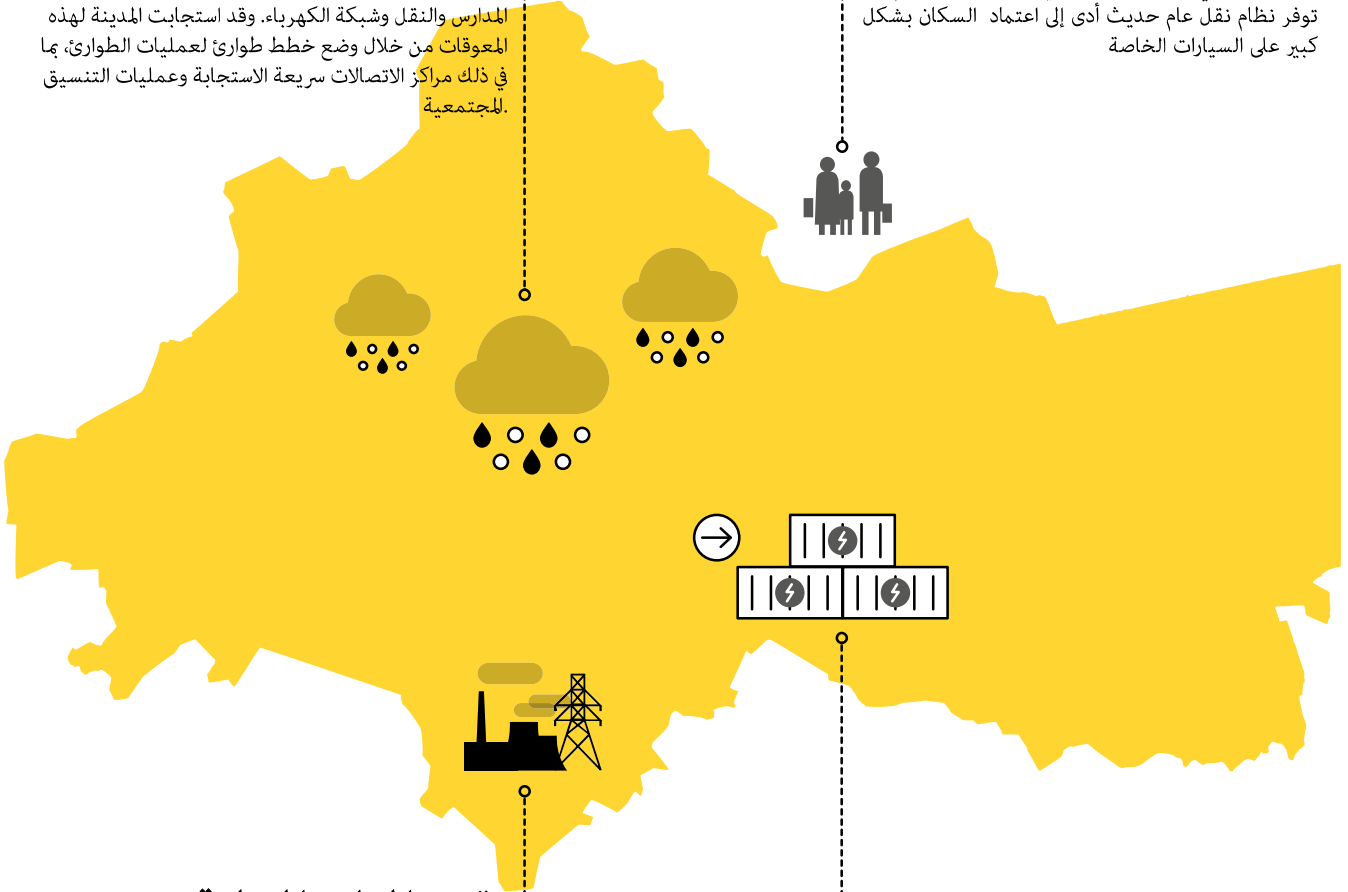 توفر نظام نقل عام حديث أدى إلى اعتماد السكان بشكل
كبير على السيارات الخاصة
المدارس والنقل وشبكة الكهرباء. وقد استجابت المدينة لهذه
المعوقات من خلال وضع خطط طوارئ لعمليات الطوارئ، بما
في ذلك مراكز الاتصالات سريعة الاستجابة وعمليات التنسيق
المجتمعية.